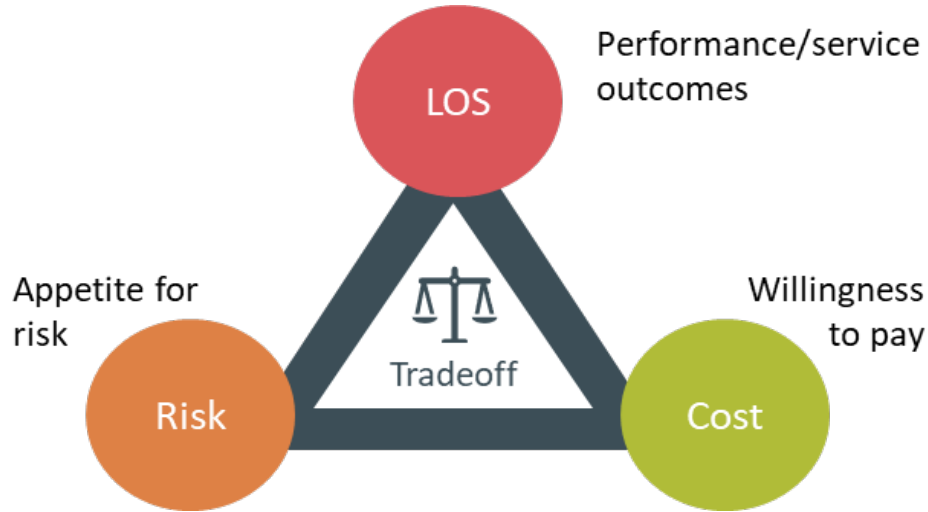 LOS
Performance/service
outcomes
Appetite for
risk
Willingness
to pay
Tradeoff
Risk
Cost